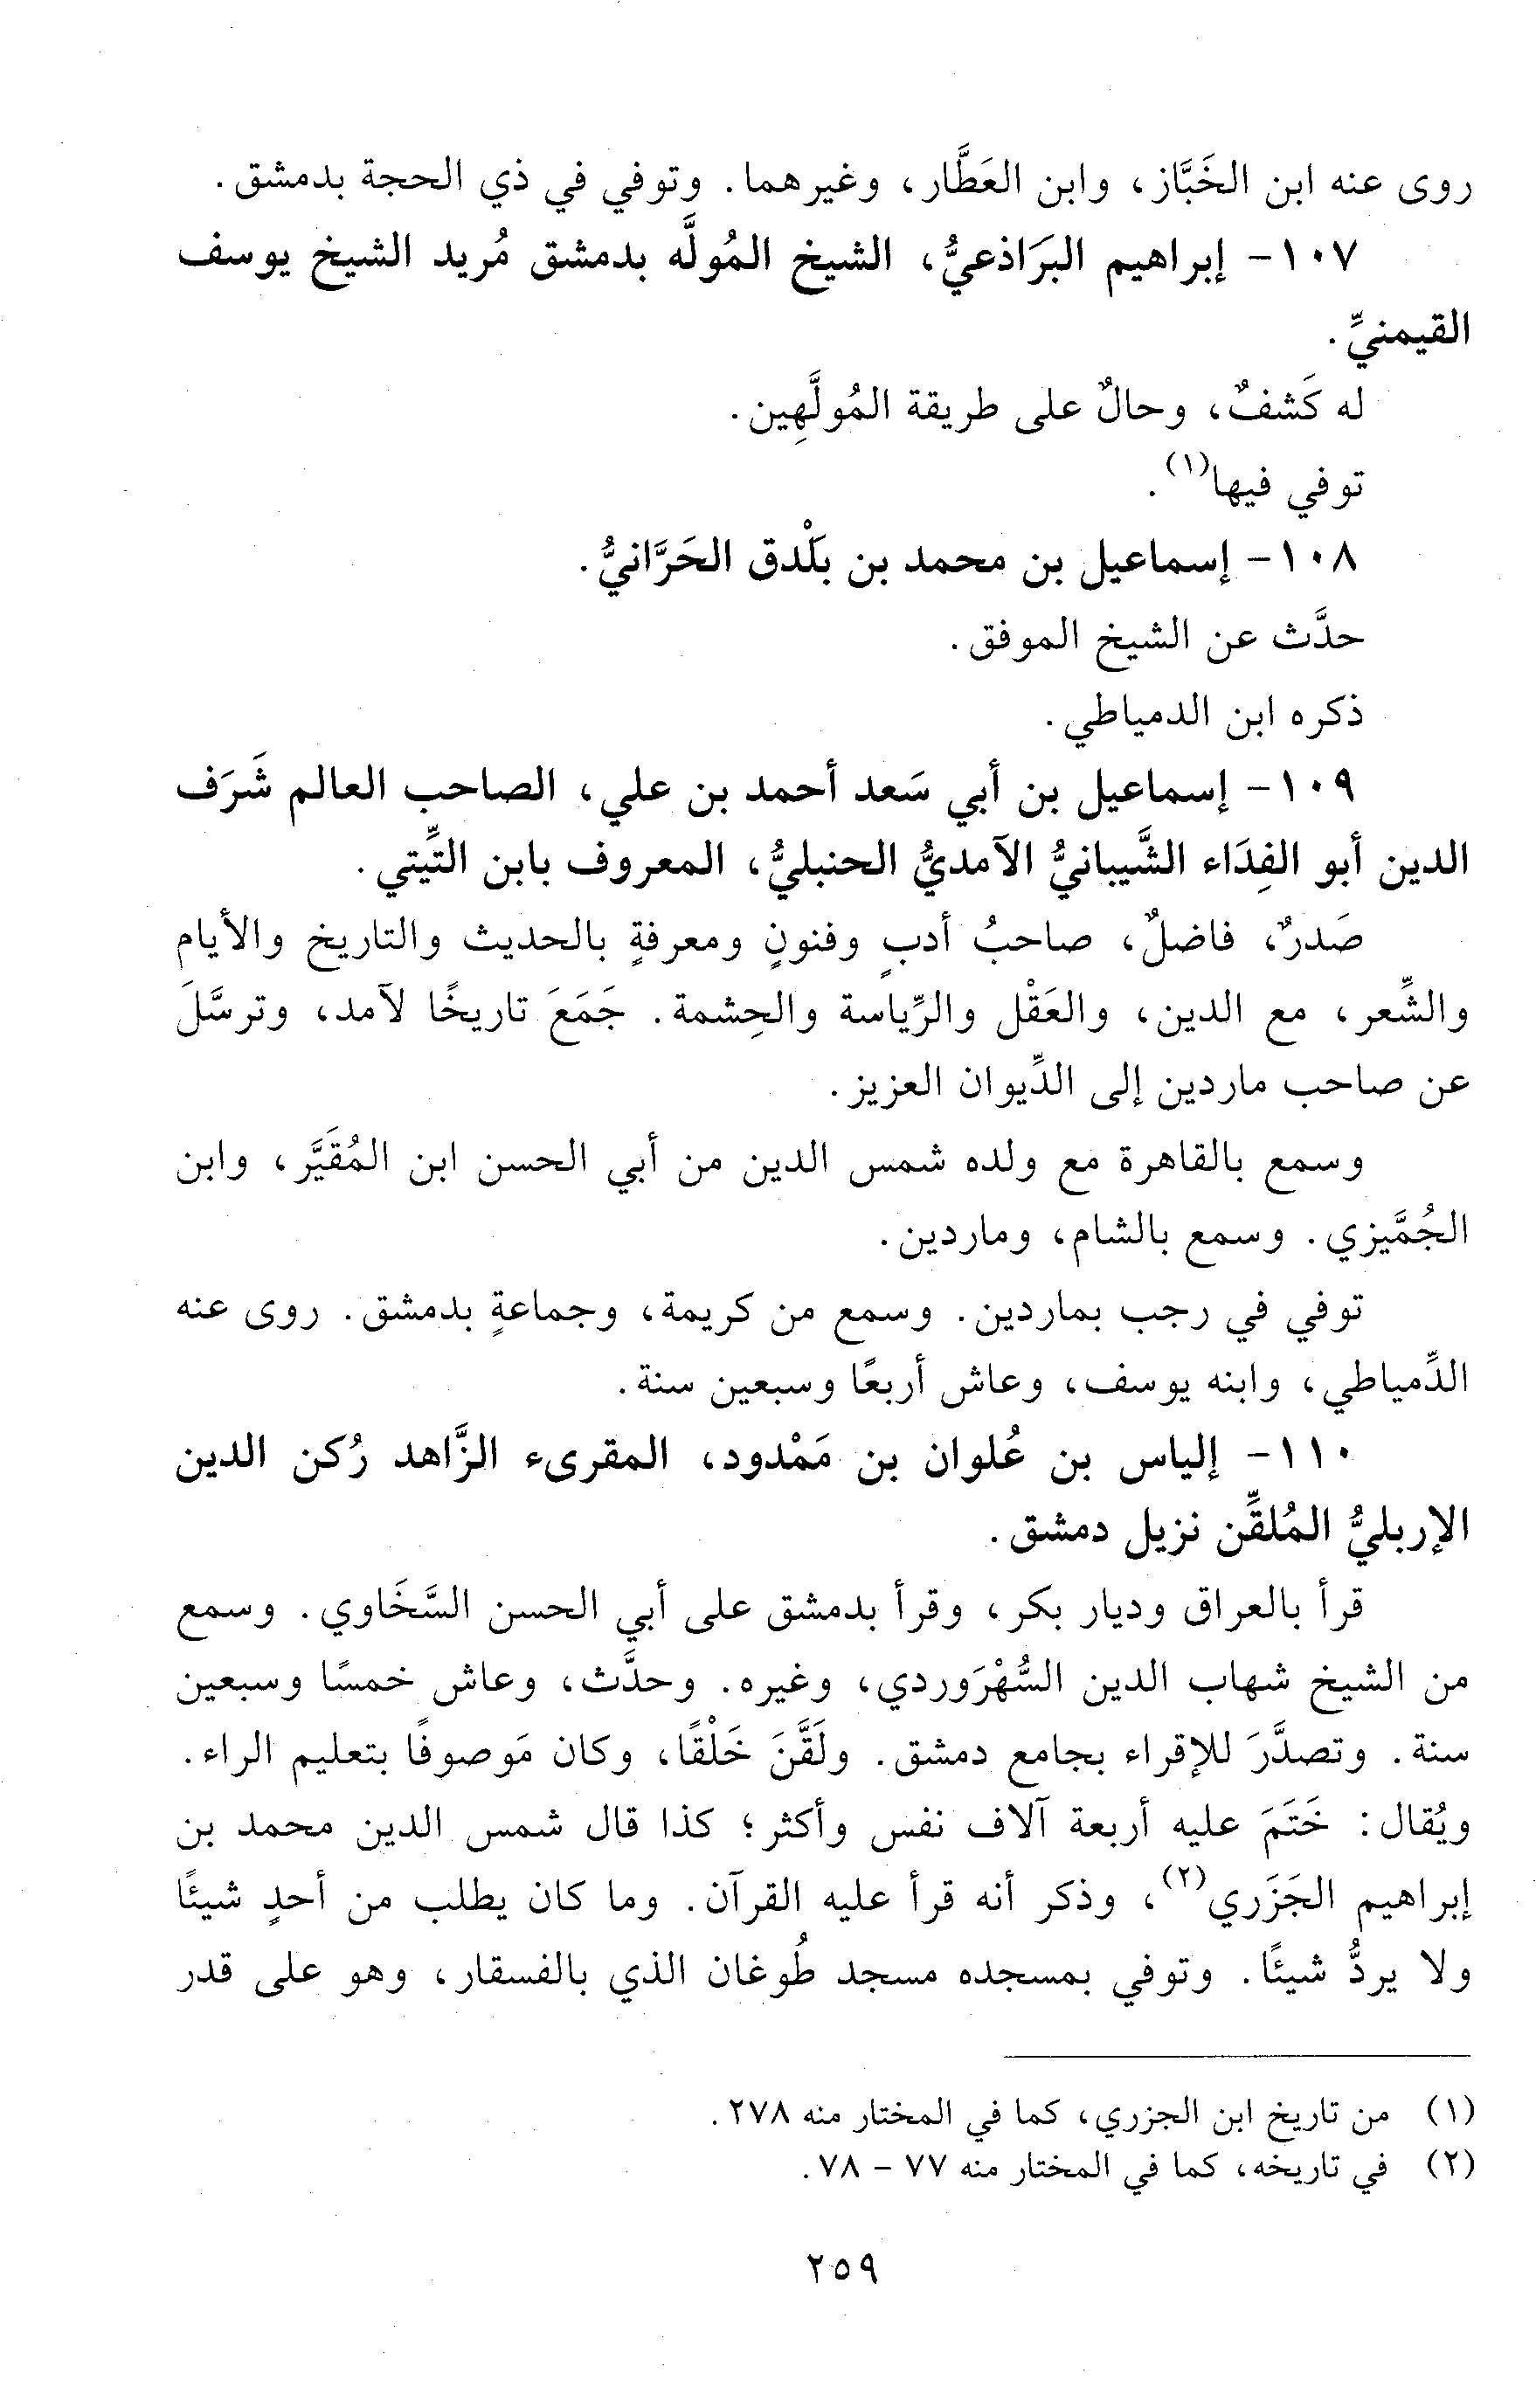 روى عنه ابن الخَبَّاز، وابن العَطَّار، وغيرهما. وتوفي في ذي الحجة بدمشق.
١٠٧- إبراهيم البرَاذعيُّ، الشيخ المُولَّه بدمشق مُريد الشيخ يوسف
القيمنيِّ.
له كَشفٌ، وحالٌ على طريقة المُولَّهِين.
توفي فيها(١).
١٠٨- إسماعيل بن محمد بن بَلْدق الحَرَّانيُّ.
حدَّث عن الشيخ الموفق.
ذكره ابن الدمياطي.
١٠٩- إسماعيل بن أبي سَعد أحمد بن علي، الصاحب العالم شَرَف
الدين أبو الفِدَاء الشَّيبانيُّ الآمديُّ الحنبليُّ، المعروف بابن التِّيتي.
صَدرٌ، فاضلٌ، صاحبُ أدبٍ وفنونٍ ومعرفةٍ بالحديث والتاريخ والأيام
والشِّعر، مع الدين، والعَقْل والرِّياسة والحِشمة. جَمَعَ تاريخًا لآمد، وترسَّلَ
عن صاحب ماردين إلى الدِّيوان العزيز.
وسمع بالقاهرة مع ولده شمس الدين من أبي الحسن ابن المُقَيَّر، وابن
الجُمَّيزي. وسمع بالشام، وماردين.
توفي في رجب بماردين. وسمع من كريمة، وجماعةٍ بدمشق. روى عنه
الدِّمياطي، وابنه يوسف، وعاش أربعًا وسبعين سنة.
١١٠- إلياس بن عُلوان بن مَمْدود، المقرىء الزَّاهد رُكن الدين
الإربليُّ المُلقِّن نزيل دمشق.
قرأ بالعراق وديار بكر، وقرأ بدمشق على أبي الحسن السَّخَاوي. وسمع
من الشيخ شهاب الدين السُّهْرَوردي، وغيره. وحدَّث، وعاش خمسًا وسبعين
سنة. وتصدَّرَ للإقراء بجامع دمشق. ولَقَّنَ خَلْقًا، وكان مَوصوفًا بتعليم الراء.
ويُقال: خَتَمَ عليه أربعة آلاف نفس وأكثر؛ كذا قال شمس الدين محمد بن
إبراهيم الجَزَري(٢)، وذكر أنه قرأ عليه القرآن. وما كان يطلب من أحدٍ شيئًا
ولا يردُّ شيئًا. وتوفي بمسجده مسجد طُوغان الذي بالفسقار، وهو على قدر
(١) من تاريخ ابن الجزري، كما في المختار منه ٢٧٨.
(٢) في تاريخه، كما في المختار منه ٧٧ - ٧٨.
٢٥٩